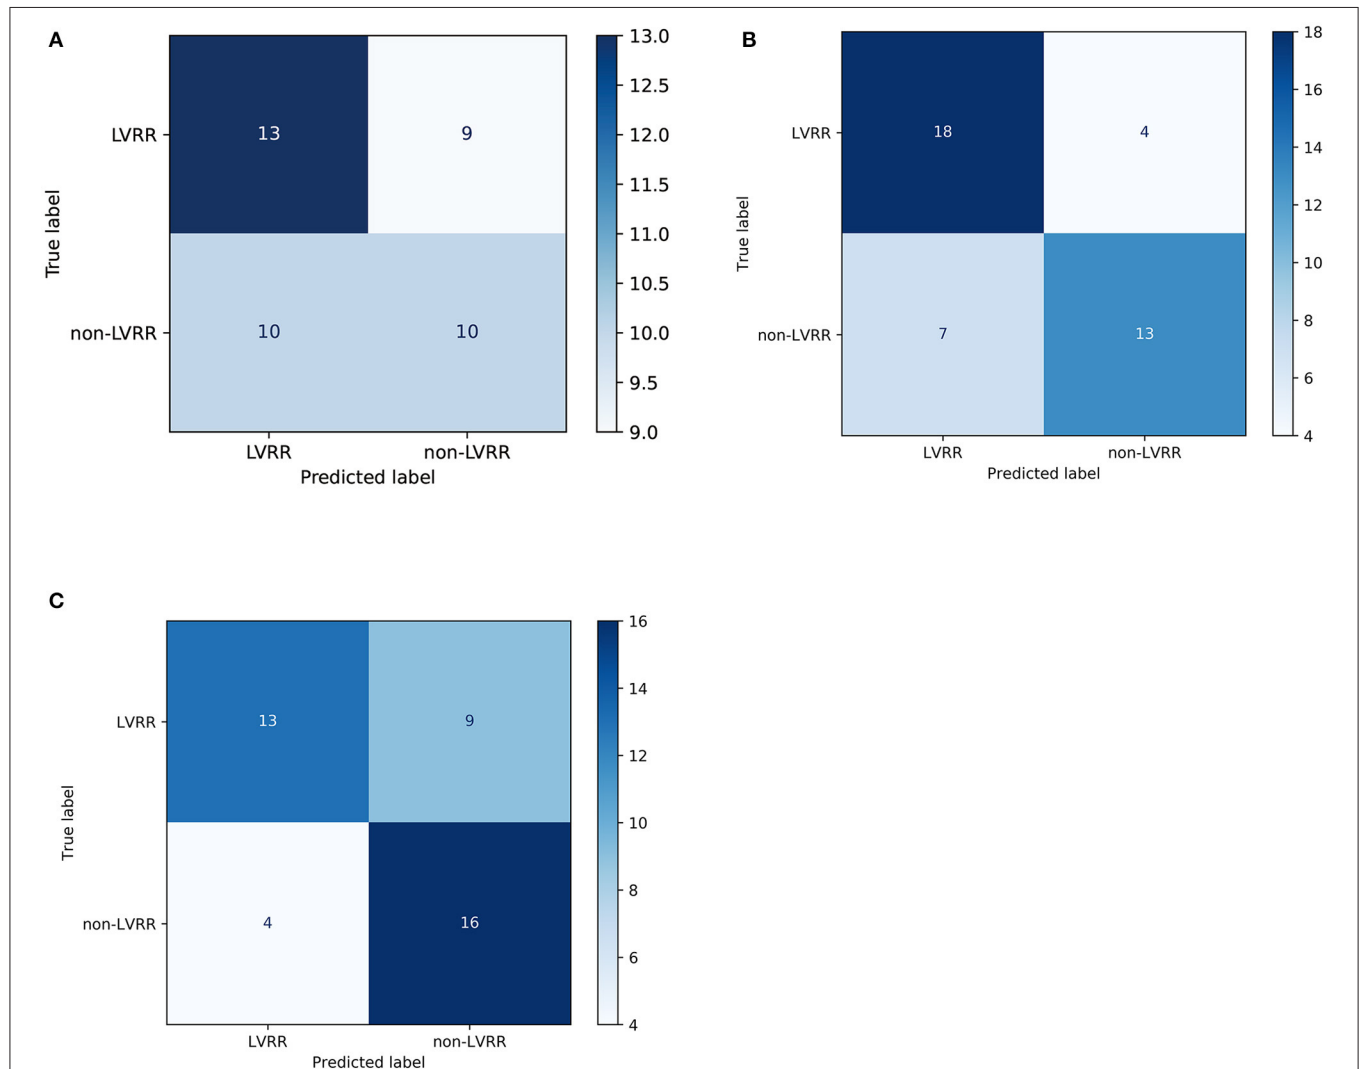 A
13.0
12.5
12.0
11.5
11.0
10.5
10.0
9.5
9.0
LVRR
13
9
True label
non-LVRR
10
10
LVRR
non-LVRR
Predicted label
B
18
16
14
12
10
8
6
4
LVRR
18
4
True label
non-LVRR
7
13
LVRR
non-LVRR
Predicted label
C
16
14
12
10
8
6
4
LVRR
13
9
True label
non-LVRR
4
16
LVRR
non-LVRR
Predicted label